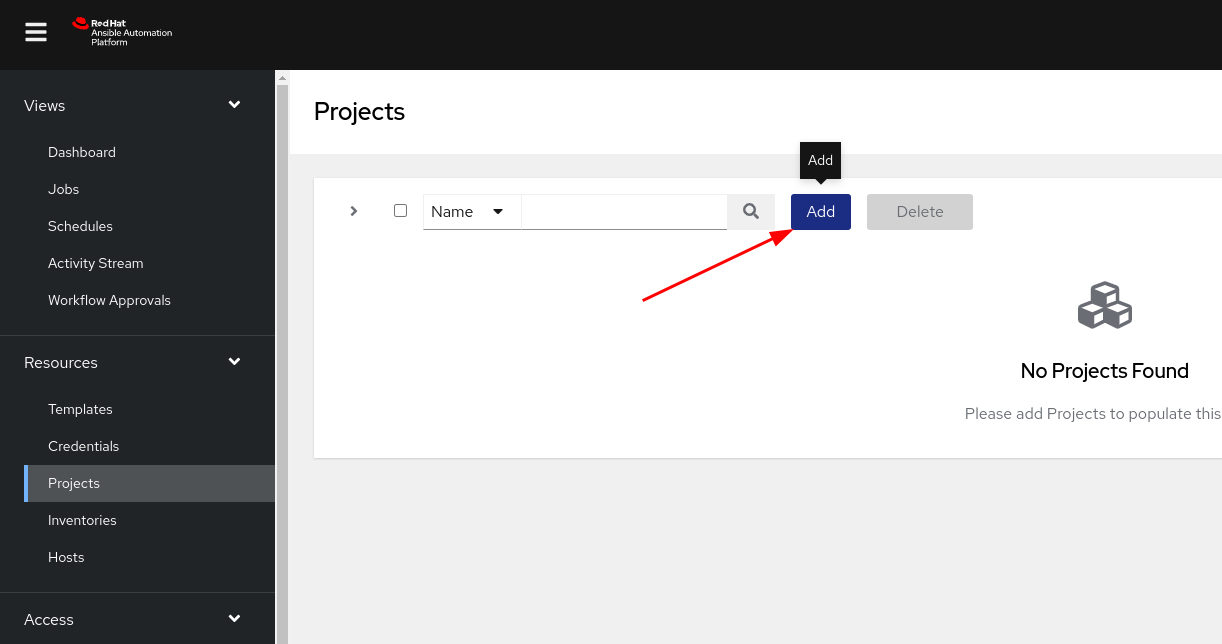 Red Hat
Ansible Automation
Platform
Views
Dashboard
Jobs
Schedules
Activity Stream
Workflow Approvals
Resources
Templates
Credentials
Projects
Inventories
Hosts
Access
Projects
Add
Name
Add
Delete
No Projects Found
Please add Projects to populate this